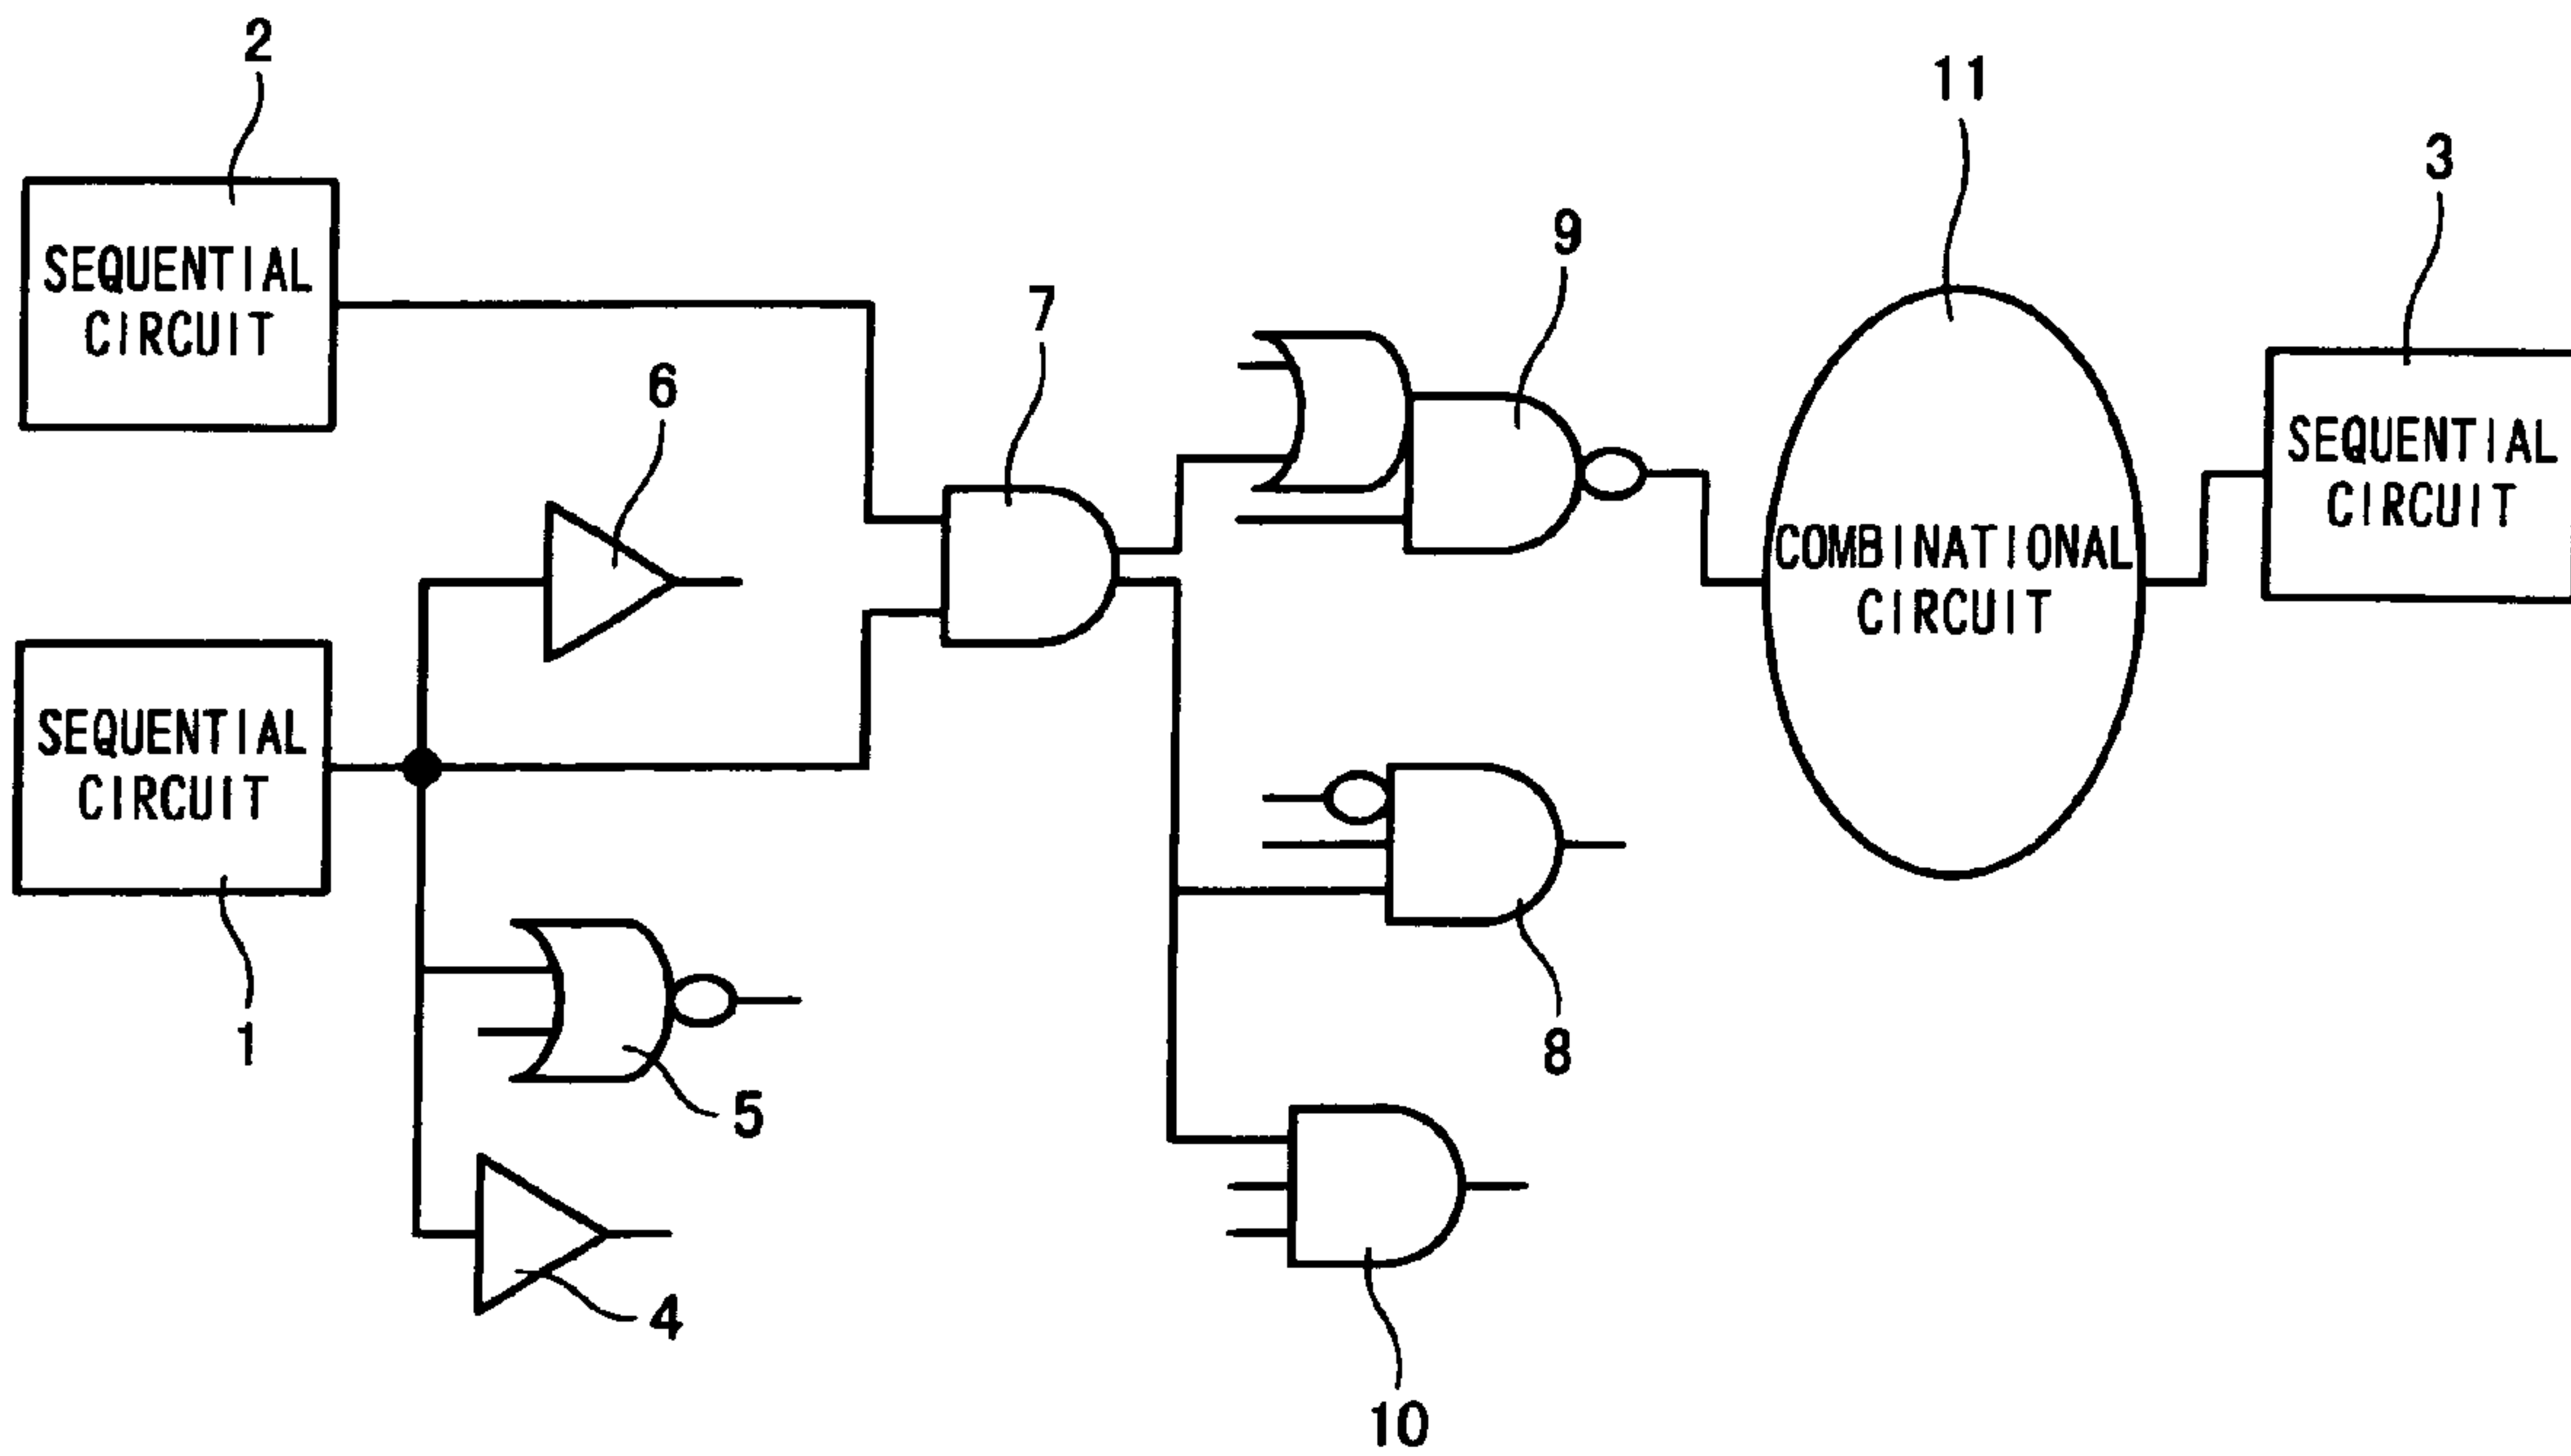 2
11
3
SEQUENTIAL
CIRCUIT
9
7
6
SEQUENTIAL
CIRCUIT
COMBINATIONAL
CIRCUIT
SEQUENTIAL
CIRCUIT
1
8
5
4
10